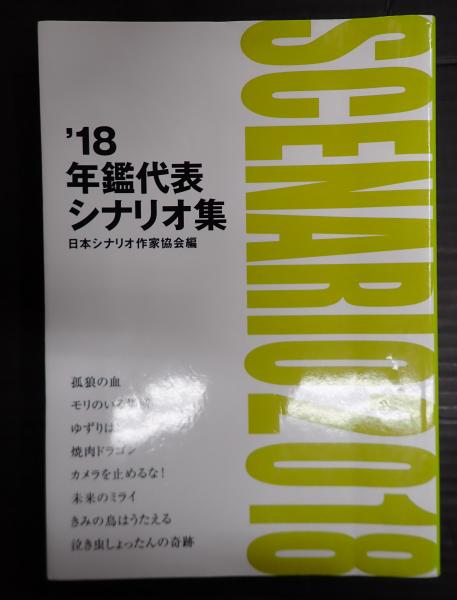 ’18
年鑑代表
シナリオ集
日本シナリオ作家協会編
SCENARIO2018
孤狼の血
モリのいる
ゆずりは
焼肉ドラゴン
カメラを止めるな！
未来のミライ
きみの鳥はうたえる
泣き虫しょったんの奇跡